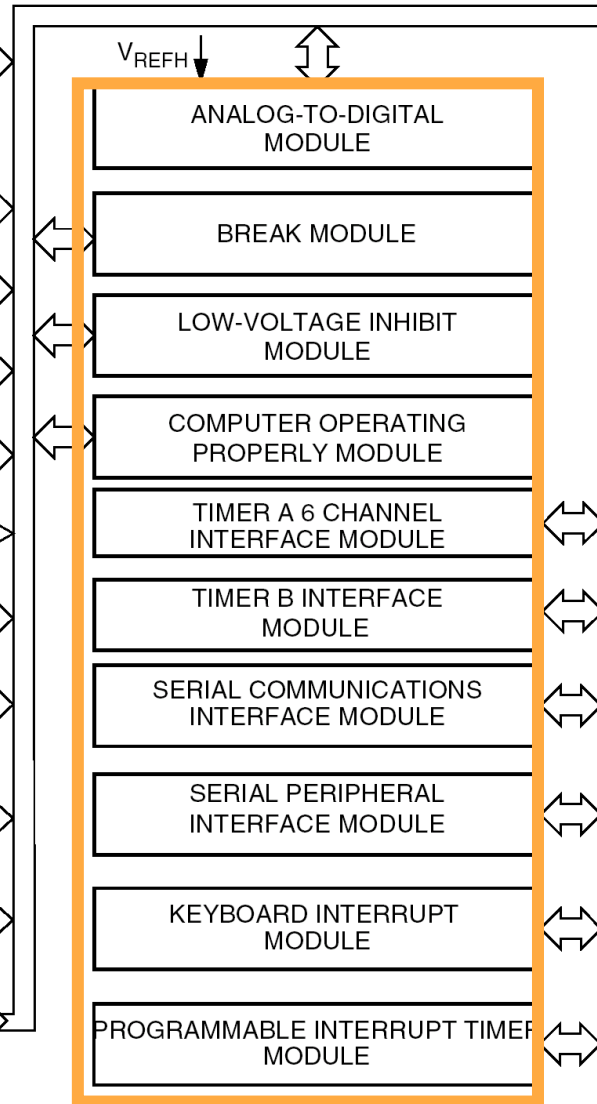 VREFH
ANALOG-TO-DIGITAL
MODULE
BREAK MODULE
LOW-VOLTAGE INHIBIT
MODULE
COMPUTER OPERATING
PROPERLY MODULE
TIMER A 6 CHANNEL
INTERFACE MODULE
TIMER B INTERFACE
MODULE
SERIAL COMMUNICATIONS
INTERFACE MODULE
SERIAL PERIPHERAL
INTERFACE MODULE
KEYBOARD INTERRUPT
MODULE
PROGRAMMABLE INTERRUPT TIMER
MODULE